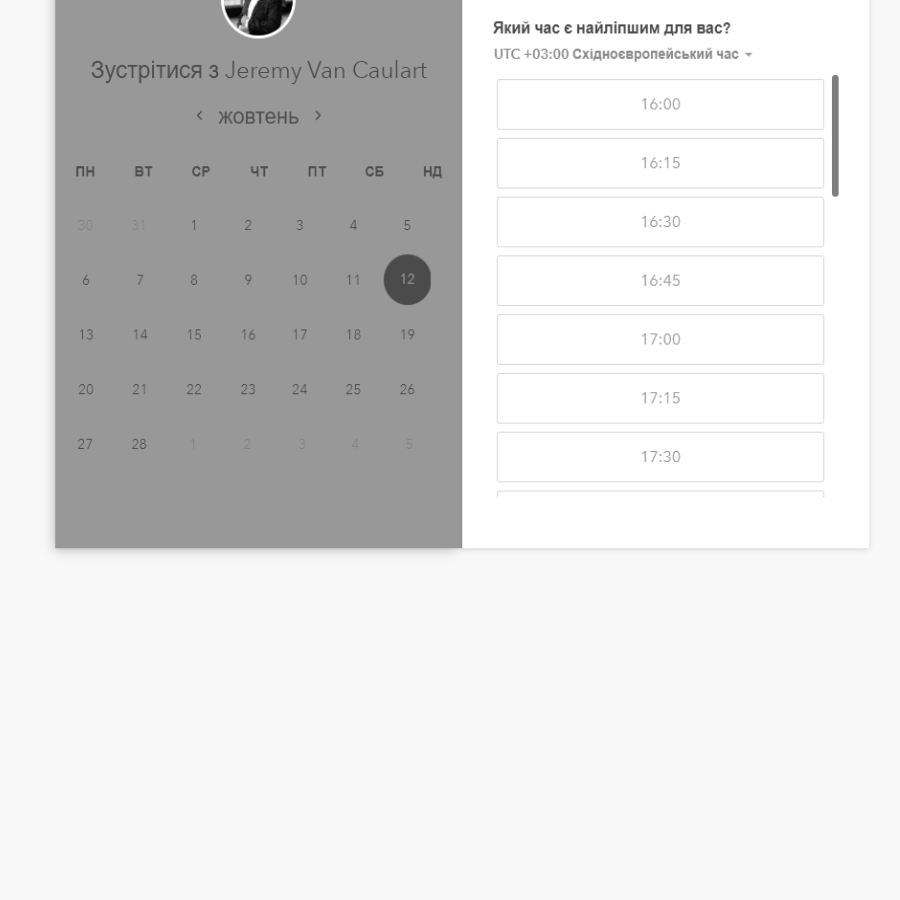 Зустрітися з Jeremy Van Caulart
‹ жовтень ›
ПН ВТ СР ЧТ ПТ СБ НД
30 31 1 2 3 4 5
6 7 8 9 10 11 12
13 14 15 16 17 18 19
20 21 22 23 24 25 26
27 28 1 2 3 4 5
Який час є найліпшим для вас?
UTC +03:00 Східноєвропейський час
16:00
16:15
16:30
16:45
17:00
17:15
17:30